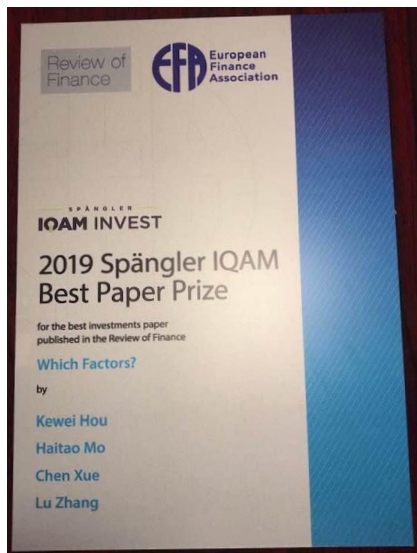 Review of
Finance
EFA
European
Finance
Association
SPÄNGLER
IQAM INVEST
2019 Spängler IQAM
Best Paper Prize
for the best investments paper
published in the Review of Finance
Which Factors?
by
Kewei Hou
Haitao Mo
Chen Xue
Lu Zhang